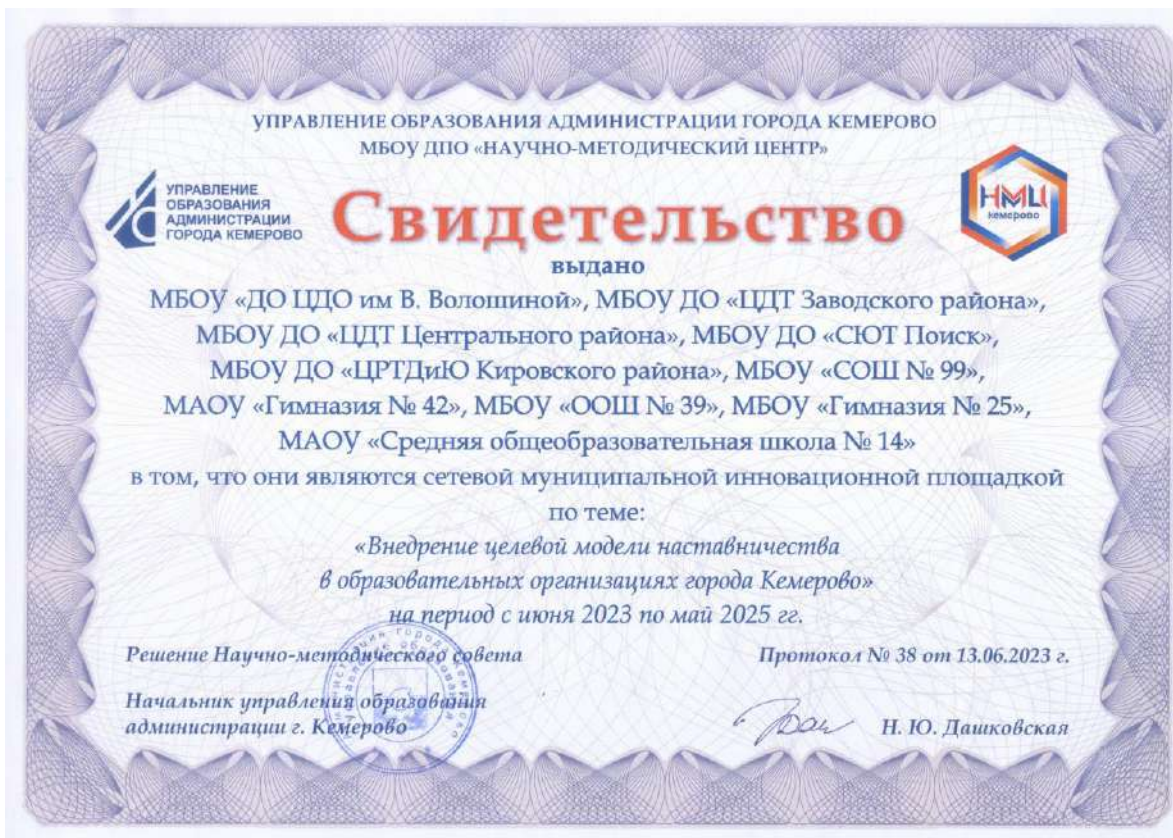 УПРАВЛЕНИЕ ОБРАЗОВАНИЯ АДМИНИСТРАЦИИ ГОРОДА КЕМЕРОВО
МБОУ ДПО «НАУЧНО-МЕТОДИЧЕСКИЙ ЦЕНТР»
УПРАВЛЕНИЕ
ОБРАЗОВАНИЯ
АДМИНИСТРАЦИИ
ГОРОДА КЕМЕРОВО
НМЦ
кемерово
Свидетельство
выдано
МБОУ «ДО ЦДО им В. Волошиной», МБОУ ДО «ЦДТ Заводского района»,
МБОУ ДО «ЦДТ Центрального района», МБОУ ДО «СЮТ Поиск»,
МБОУ ДО «ЦРТДиЮ Кировского района», МБОУ «СОШ № 99»,
МАОУ «Гимназия № 42», МБОУ «ООШ № 39», МБОУ «Гимназия № 25»,
МАОУ «Средняя общеобразовательная школа № 14»
в том, что они являются сетевой муниципальной инновационной площадкой
по теме:
«Внедрение целевой модели наставничества
в образовательных организациях города Кемерово»
на период с июня 2023 по май 2025 гг.
Решение Научно-методического совета
Протокол № 38 от 13.06.2023 г.
Начальник управления образования
администрации г. Кемерово
Н. Ю. Дашковская